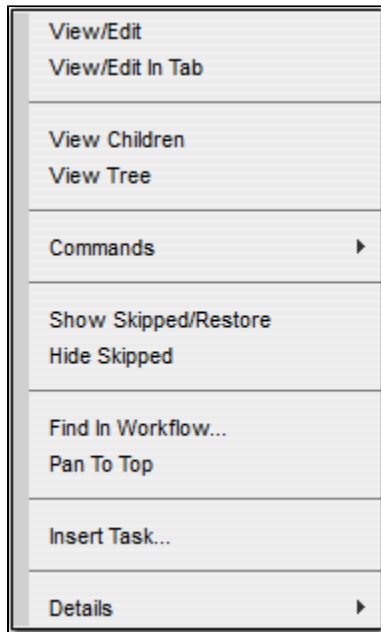 View/Edit
View/Edit In Tab
View Children
View Tree
Commands
Show Skipped/Restore
Hide Skipped
Find In Workflow...
Pan To Top
Insert Task...
Details